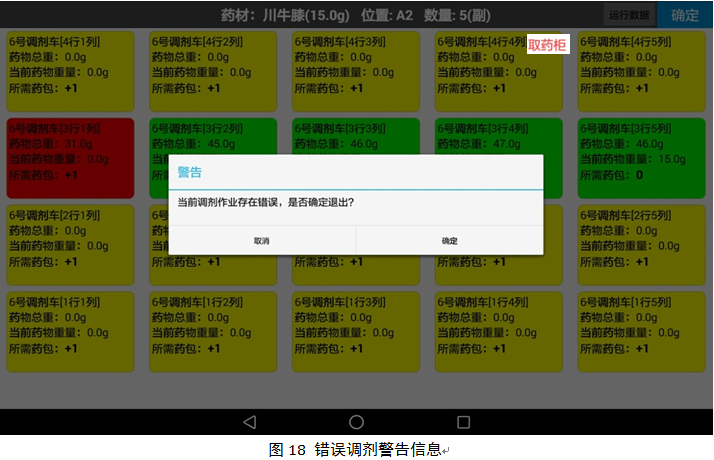 药材：川牛膝(15.0g) 位置: A2 数量: 5(副)
运行数据
确定
6号调剂车[4行1列]
药物总重：0.0g
当前药物重量：0.0g
所需药包：+1
6号调剂车[4行2列]
药物总重：0.0g
当前药物重量：0.0g
所需药包：+1
6号调剂车[4行3列]
药物总重：0.0g
当前药物重量：0.0g
所需药包：+1
6号调剂车[4行4列]
取药柜
药物总重：0.0g
当前药物重量：0.0g
所需药包：+1
6号调剂车[4行5列]
药物总重：0.0g
当前药物重量：0.0g
所需药包：+1
6号调剂车[3行1列]
药物总重：31.0g
当前药物重量：0.0g
所需药包：+1
6号调剂车[3行2列]
药物总重：45.0g
6号调剂车[3行3列]
药物总重：46.0g
6号调剂车[3行4列]
药物总重：47.0g
6号调剂车[3行5列]
药物总重：46.0g
当前药物重量：15.0g
所需药包：0
警告
当前调剂作业存在错误，是否确定退出?
取消
确定
6号调剂车[2行1列]
药物总重：0.0g
当前药物重量：0.0g
所需药包：+1
所需药包：+1
所需药包：+1
所需药包：+1
6号调剂车[2行5列]
药物总重：0.0g
当前药物重量：0.0g
所需药包：+1
6号调剂车[1行1列]
药物总重：0.0g
当前药物重量：0.0g
所需药包：+1
6号调剂车[1行2列]
药物总重：0.0g
当前药物重量：0.0g
所需药包：+1
6号调剂车[1行3列]
药物总重：0.0g
当前药物重量：0.0g
所需药包：+1
6号调剂车[1行4列]
药物总重：0.0g
当前药物重量：0.0g
所需药包：+1
6号调剂车[1行5列]
药物总重：0.0g
当前药物重量：0.0g
所需药包：+1
图 18 错误调剂警告信息